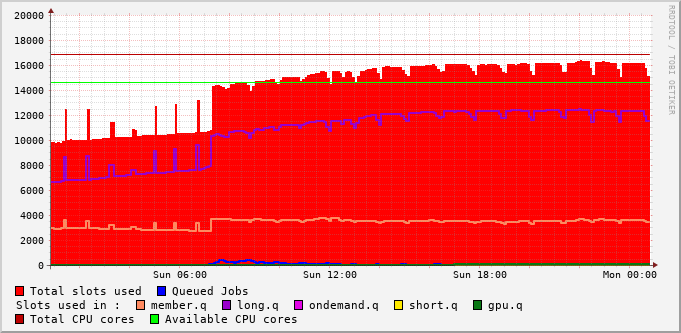 20000
18000
16000
14000
12000
10000
8000
6000
4000
2000
0
Sun 06:00 Sun 12:00 Sun 18:00 Mon 00:00
RRDTOOL / TOBI OETIKER
Total slots used Queued Jobs
Slots used in : member.q long.q ondemand.q short.q gpu.q
Total CPU cores Available CPU cores